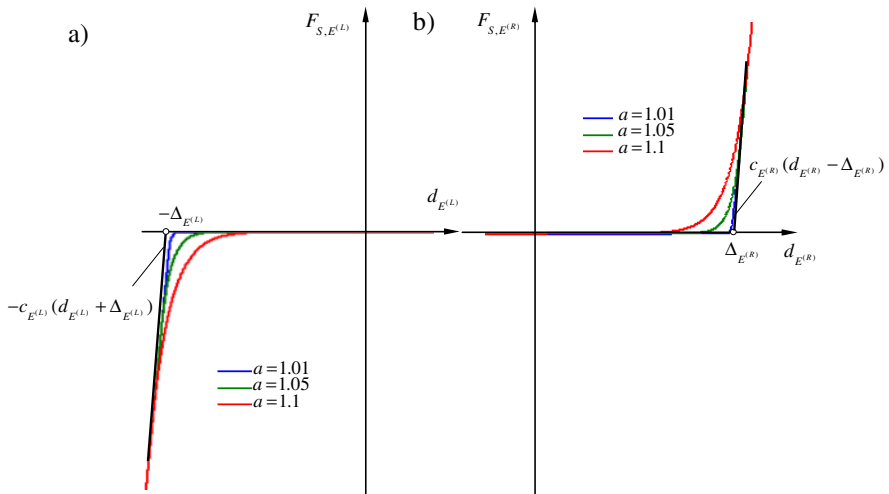 a)
F_{S,E^{(L)}}
b)
F_{S,E^{(R)}}
a=1.01
a=1.05
a=1.1
c_{E^{(R)}}(d_{E^{(R)}}-Δ_{E^{(R)}})
d_{E^{(L)}}
-Δ_{E^{(L)}}
Δ_{E^{(R)}}
d_{E^{(R)}}
-c_{E^{(L)}}(d_{E^{(L)}}+Δ_{E^{(L)}})
a=1.01
a=1.05
a=1.1